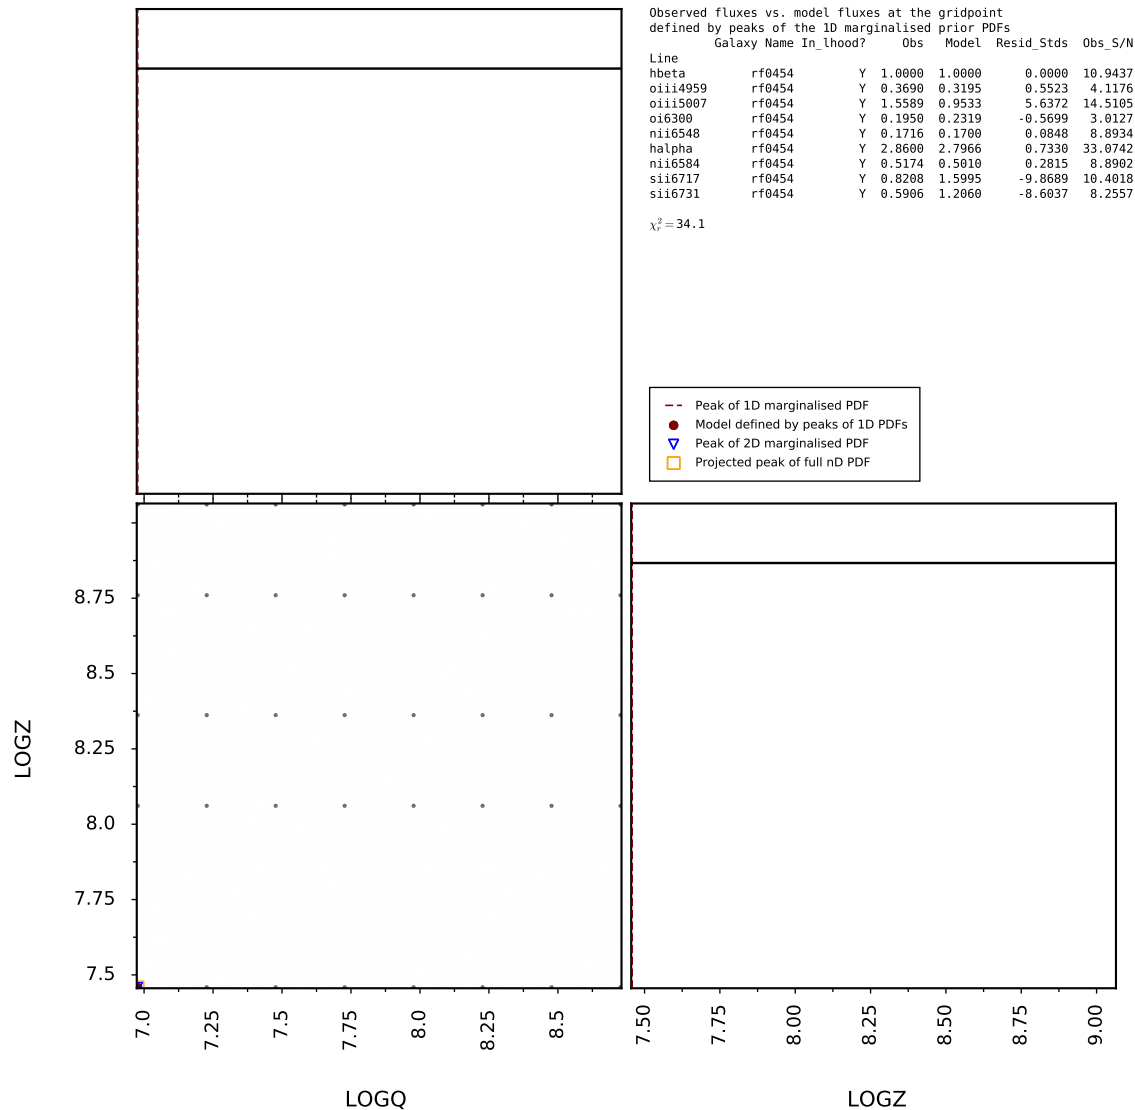 Observed fluxes vs. model fluxes at the gridpoint
defined by peaks of the 1D marginalised prior PDFs
Galaxy Name In_lhood? Obs Model Resid_Stds Obs_S/N
Line
hbeta rf0454 Y 1.0000 1.0000 0.0000 10.9437
oiii4959 rf0454 Y 0.3690 0.3195 0.5523 4.1176
oiii5007 rf0454 Y 1.5589 0.9533 5.6372 14.5105
oi6300 rf0454 Y 0.1950 0.2319 -0.5699 3.0127
nii6548 rf0454 Y 0.1716 0.1700 0.0848 8.8934
halpha rf0454 Y 2.8600 2.7966 0.7330 33.0742
nii6584 rf0454 Y 0.5174 0.5010 0.2815 8.8902
sii6717 rf0454 Y 0.8208 1.5995 -9.8689 10.4018
sii6731 rf0454 Y 0.5906 1.2060 -8.6037 8.2557
χ²ᵣ = 34.1
Peak of 1D marginalised PDF
Model defined by peaks of 1D PDFs
Peak of 2D marginalised PDF
Projected peak of full nD PDF
8.75
8.5
8.25
8.0
7.75
7.5
LOGZ
7.0 7.25 7.5 7.75 8.0 8.25 8.5
LOGQ
7.50 7.75 8.00 8.25 8.50 8.75 9.00
LOGZ